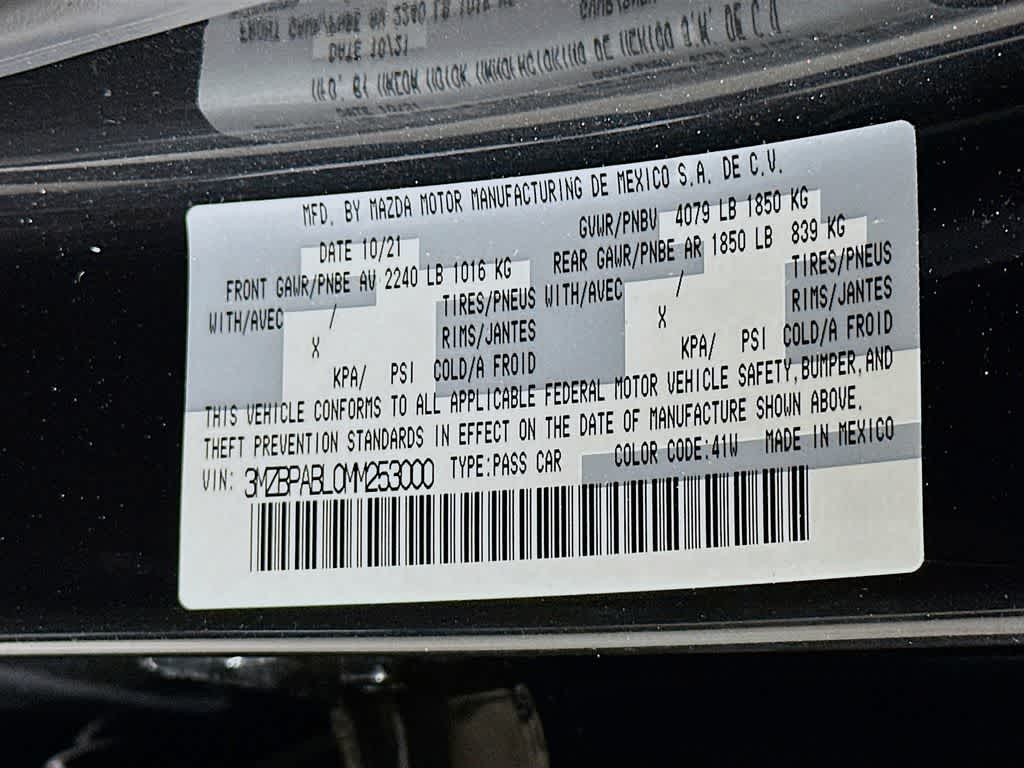 MFD. BY MAZDA MOTOR MANUFACTURING DE MEXICO S.A. DE C.V.
DATE 10/21 GVWR/PNBV 4079 LB 1850 KG
FRONT GAWR/PNBE AV 2240 LB 1016 KG REAR GAWR/PNBE AR 1850 LB 839 KG
WITH/AVEC / TIRES/PNEUS WITH/AVEC / TIRES/PNEUS
X RIMS/JANTES X RIMS/JANTES
KPA/ PSI COLD/A FROID KPA/ PSI COLD/A FROID
THIS VEHICLE CONFORMS TO ALL APPLICABLE FEDERAL MOTOR VEHICLE SAFETY, BUMPER, AND
THEFT PREVENTION STANDARDS IN EFFECT ON THE DATE OF MANUFACTURE SHOWN ABOVE.
VIN: 3MZBPABL0MM253000 TYPE:PASS CAR COLOR CODE:41W MADE IN MEXICO